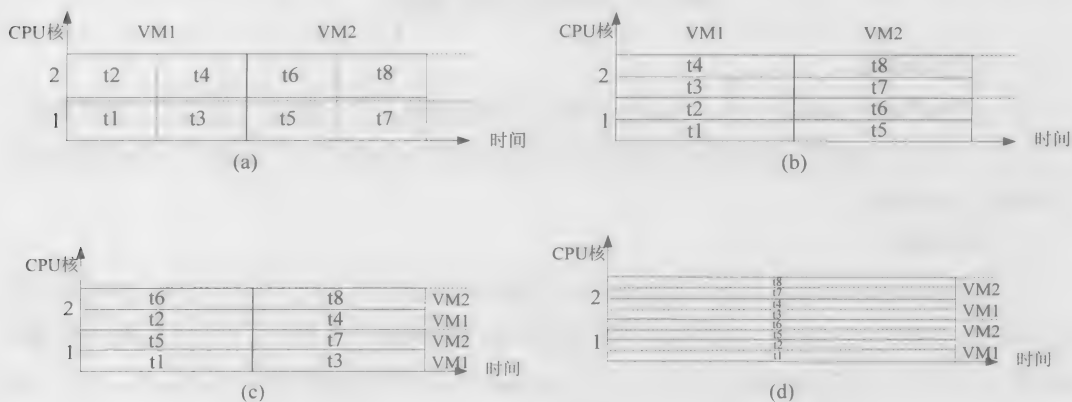 CPU核 VM1 VM2
2 t2 t4 t6 t8
1 t1 t3 t5 t7
时间
(a)
CPU核 VM1 VM2
t4 t8
2 t3 t7
t2 t6
1 t1 t5
时间
(b)
CPU核
t6 t8 VM2
2 t2 t4 VM1
t5 t7 VM2
1 t1 t3 VM1
时间
(c)
CPU核
t8
2 t7 VM2
t4
t3 VM1
t6
1 t5 VM2
t2
t1 VM1
时间
(d)